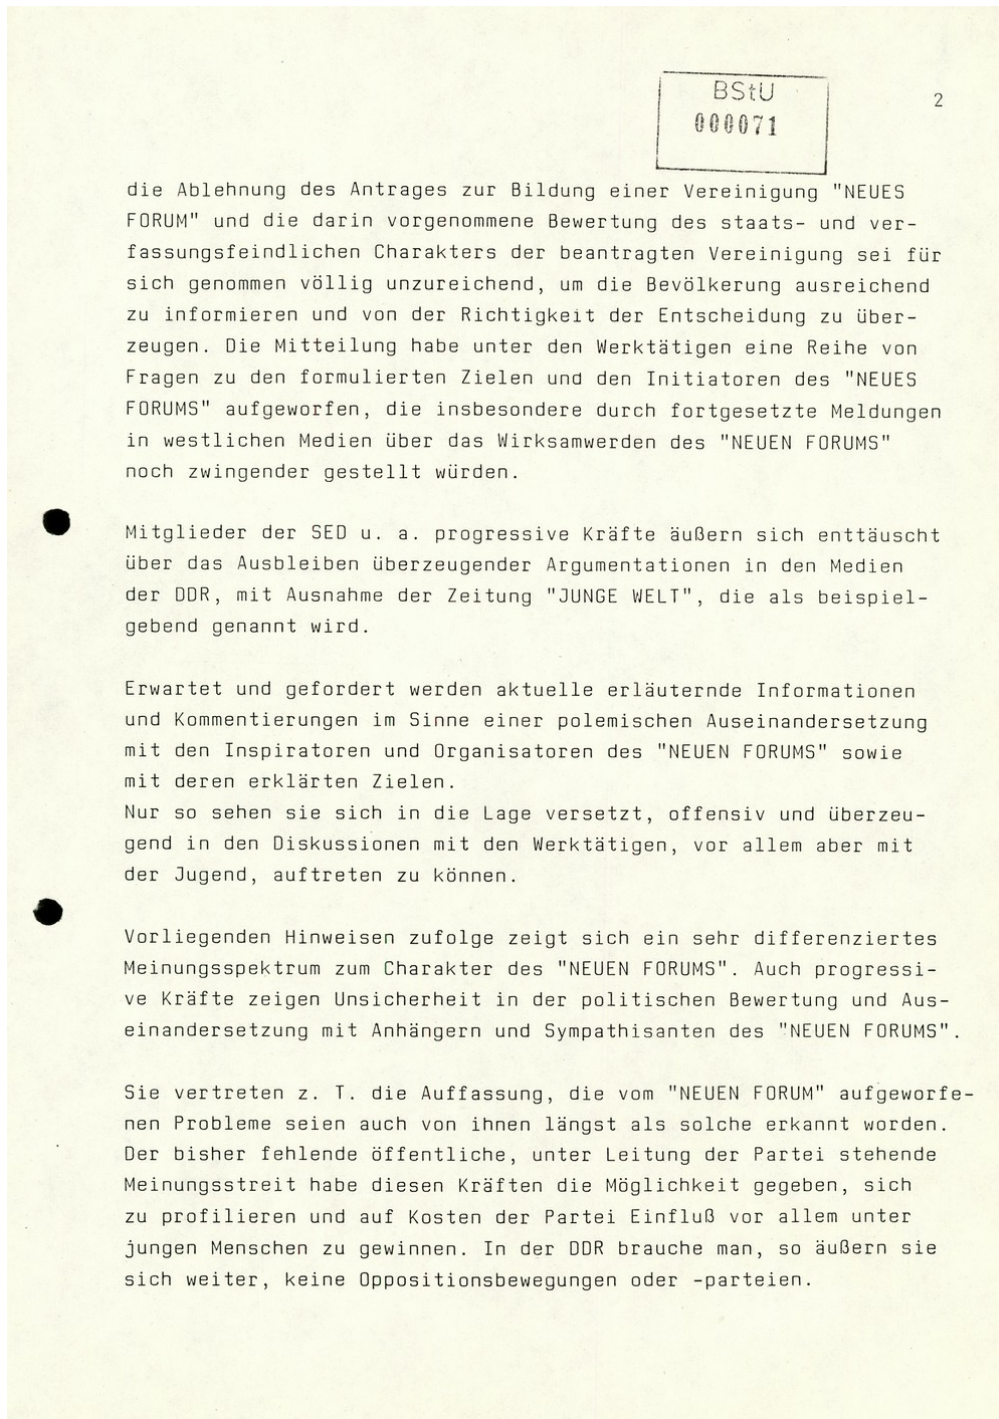 BStU
000071
2
die Ablehnung des Antrages zur Bildung einer Vereinigung "NEUES
FORUM" und die darin vorgenommene Bewertung des staats- und ver-
fassungsfeindlichen Charakters der beantragten Vereinigung sei für
sich genommen völlig unzureichend, um die Bevölkerung ausreichend
zu informieren und von der Richtigkeit der Entscheidung zu über-
zeugen. Die Mitteilung habe unter den Werktätigen eine Reihe von
Fragen zu den formulierten Zielen und den Initiatoren des "NEUES
FORUMS" aufgeworfen, die insbesondere durch fortgesetzte Meldungen
in westlichen Medien über das Wirksamwerden des "NEUEN FORUMS"
noch zwingender gestellt würden.
Mitglieder der SED u. a. progressive Kräfte äußern sich enttäuscht
über das Ausbleiben überzeugender Argumentationen in den Medien
der DDR, mit Ausnahme der Zeitung "JUNGE WELT", die als beispiel-
gebend genannt wird.
Erwartet und gefordert werden aktuelle erläuternde Informationen
und Kommentierungen im Sinne einer polemischen Auseinandersetzung
mit den Inspiratoren und Organisatoren des "NEUEN FORUMS" sowie
mit deren erklärten Zielen.
Nur so sehen sie sich in die Lage versetzt, offensiv und überzeu-
gend in den Diskussionen mit den Werktätigen, vor allem aber mit
der Jugend, auftreten zu können.
Vorliegenden Hinweisen zufolge zeigt sich ein sehr differenziertes
Meinungsspektrum zum Charakter des "NEUEN FORUMS". Auch progressi-
ve Kräfte zeigen Unsicherheit in der politischen Bewertung und Aus-
einandersetzung mit Anhängern und Sympathisanten des "NEUEN FORUMS".
Sie vertreten z. T. die Auffassung, die vom "NEUEN FORUM" aufgeworfe-
nen Probleme seien auch von ihnen längst als solche erkannt worden.
Der bisher fehlende öffentliche, unter Leitung der Partei stehende
Meinungsstreit habe diesen Kräften die Möglichkeit gegeben, sich
zu profilieren und auf Kosten der Partei Einfluß vor allem unter
jungen Menschen zu gewinnen. In der DDR brauche man, so äußern sie
sich weiter, keine Oppositionsbewegungen oder -parteien.